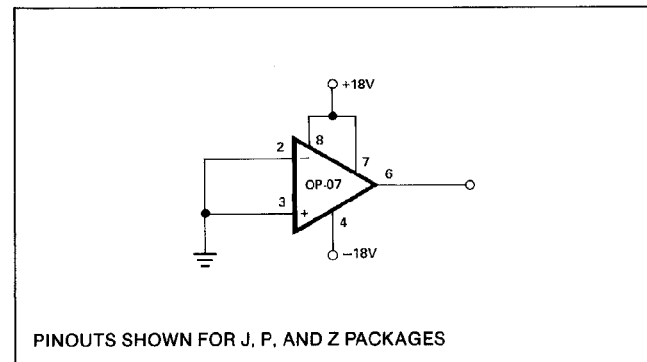 +18V
8
2
−
7
OP-07
6
3
+
4
−18V
PINOUTS SHOWN FOR J, P, AND Z PACKAGES